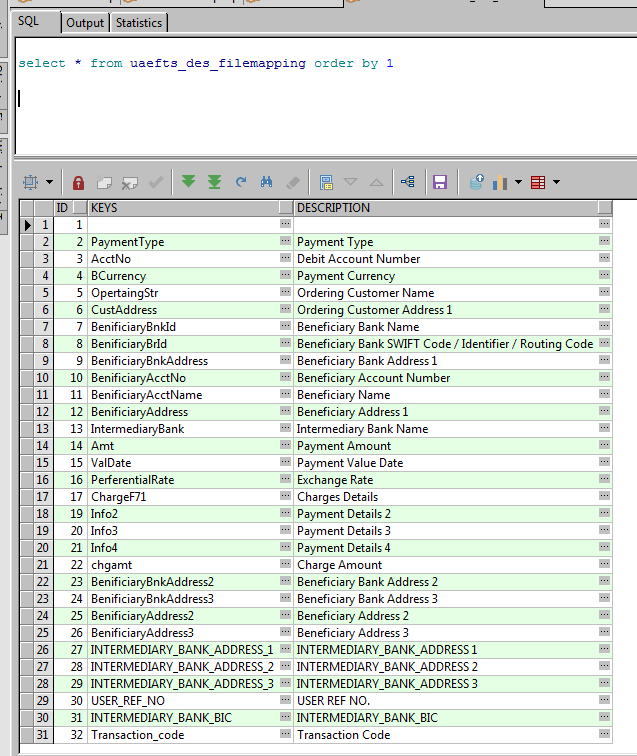 SQL Output Statistics
select * from uaefts_des_filemapping order by 1
ID KEYS DESCRIPTION
1 1
2 2 PaymentType Payment Type
3 3 AcctNo Debit Account Number
4 4 BCurrency Payment Currency
5 5 OpertaingStr Ordering Customer Name
6 6 CustAddress Ordering Customer Address 1
7 7 BenificiaryBnkId Beneficiary Bank Name
8 8 BenificiaryBrId Beneficiary Bank SWIFT Code / Identifier / Routing Code
9 9 BenificiaryBnkAddress Beneficiary Bank Address 1
10 10 BenificiaryAcctNo Beneficiary Account Number
11 11 BenificiaryAcctName Beneficiary Name
12 12 BenificiaryAddress Beneficiary Address 1
13 13 IntermediaryBank Intermediary Bank Name
14 14 Amt Payment Amount
15 15 ValDate Payment Value Date
16 16 PerferentialRate Exchange Rate
17 17 ChargeF71 Charges Details
18 19 Info2 Payment Details 2
19 20 Info3 Payment Details 3
20 21 Info4 Payment Details 4
21 22 chgamt Charge Amount
22 23 BenificiaryBnkAddress2 Beneficiary Bank Address 2
23 24 BenificiaryBnkAddress3 Beneficiary Bank Address 3
24 25 BenificiaryAddress2 Beneficiary Address 2
25 26 BenificiaryAddress3 Beneficiary Address 3
26 27 INTERMEDIARY_BANK_ADDRESS_1 INTERMEDIARY_BANK_ADDRESS 1
27 28 INTERMEDIARY_BANK_ADDRESS_2 INTERMEDIARY_BANK_ADDRESS 2
28 29 INTERMEDIARY_BANK_ADDRESS_3 INTERMEDIARY_BANK_ADDRESS 3
29 30 USER_REF_NO USER REF NO.
30 31 INTERMEDIARY_BANK_BIC INTERMEDIARY_BANK_BIC
31 32 Transaction_code Transaction Code